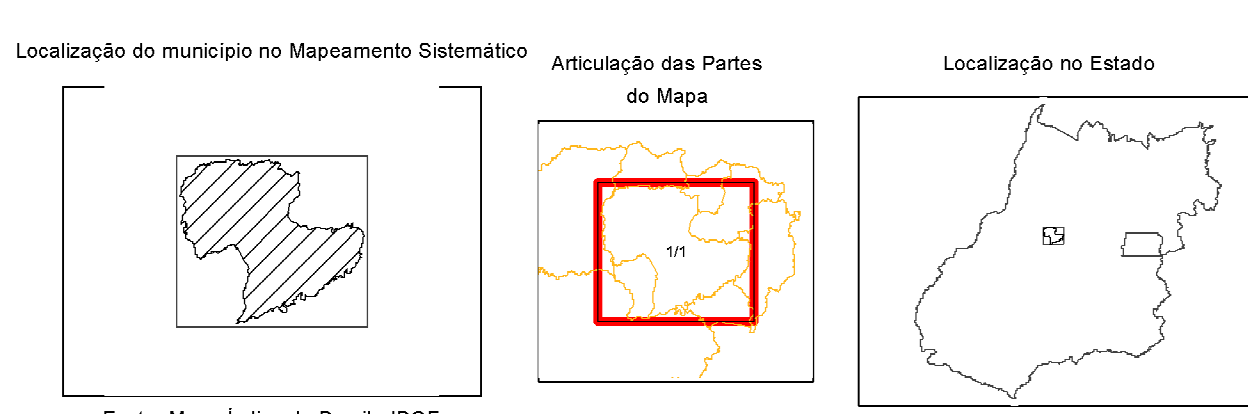 Localização do município no Mapeamento Sistemático
Articulação das Partes
do Mapa
Localização no Estado
1/1